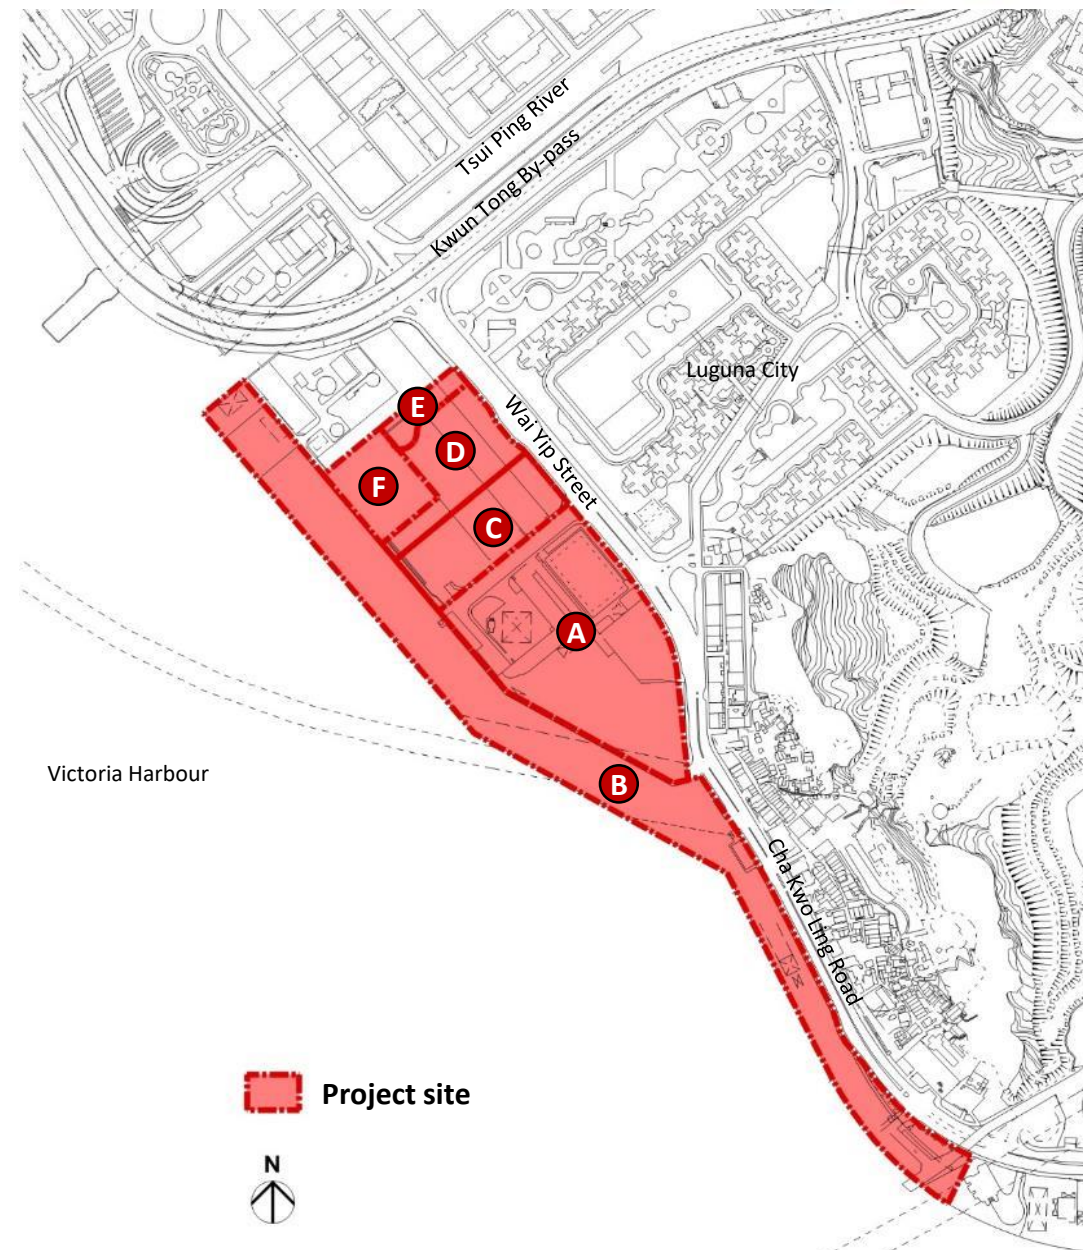 Tsui Ping River
Kwun Tong By-pass
Luguna City
E
Wai Yip Street
D
F
C
A
Victoria Harbour
B
Cha Kwo Ling Road
Project site
N